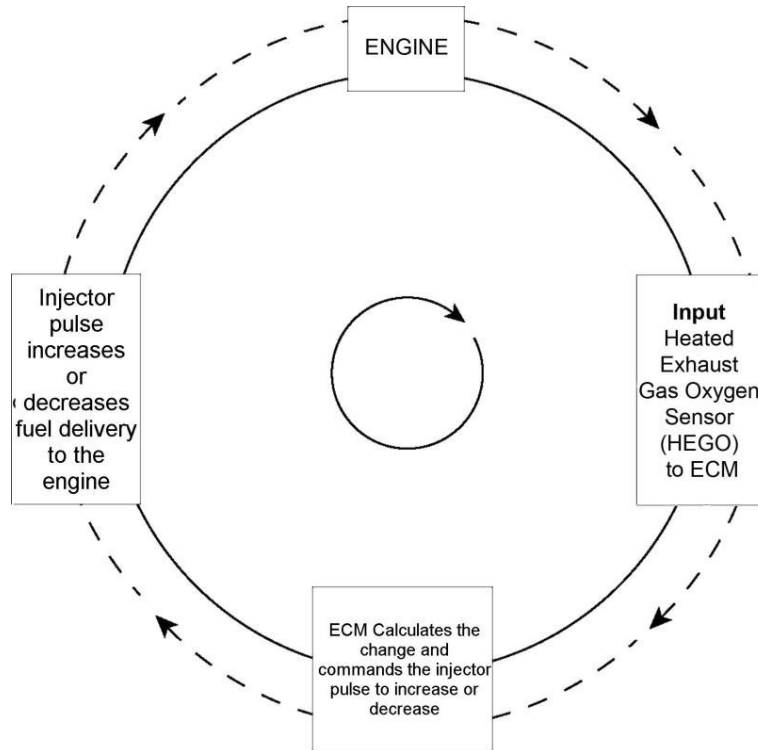 ENGINE
Injector
pulse
increases
or
decreases
fuel delivery
to the
engine
Input
Heated
Exhaust
Gas Oxygen
Sensor
(HEGO)
to ECM
ECM Calculates the
change and
commands the injector
pulse to increase or
decrease